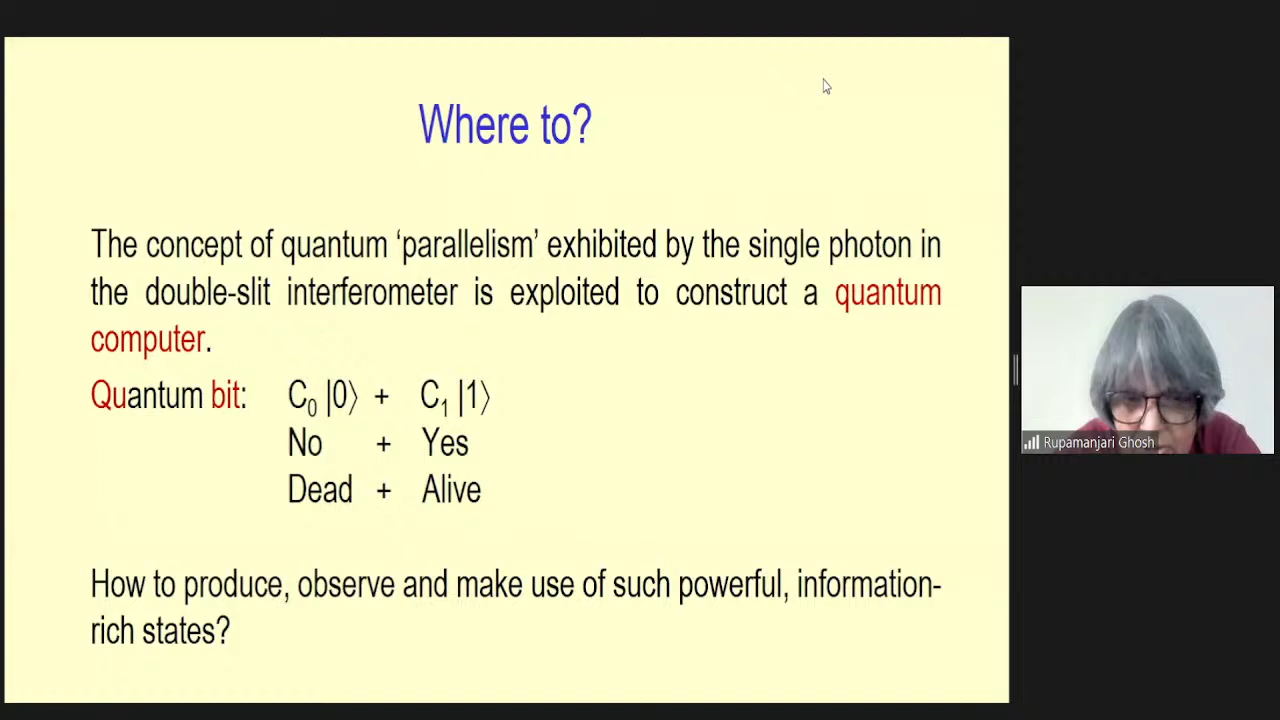 Where to?
The concept of quantum ‘parallelism’ exhibited by the single photon in
the double-slit interferometer is exploited to construct a quantum
computer.
Quantum bit: C₀ |0⟩ + C₁ |1⟩
No + Yes
Dead + Alive
How to produce, observe and make use of such powerful, information-
rich states?
Rupamanjari Ghosh